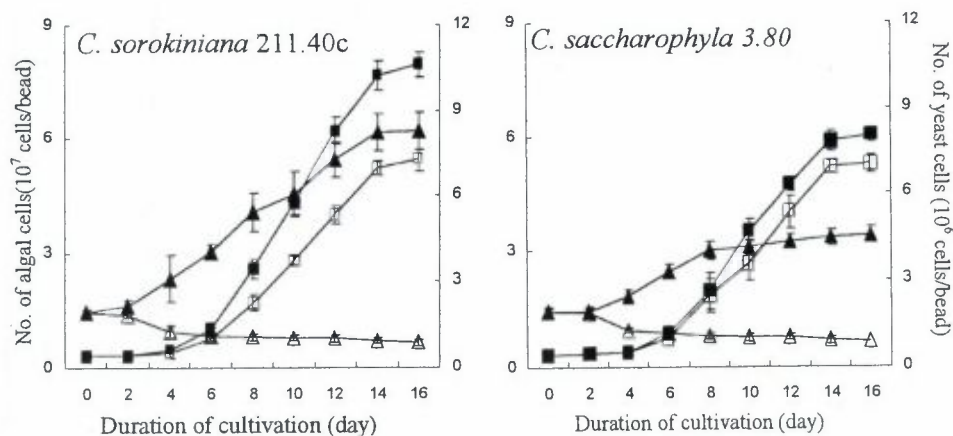 C. sorokiniana 211.40c
No. of algal cells(10⁷ cells/bead)
9
6
3
0
12
9
6
3
0
0 2 4 6 8 10 12 14 16
Duration of cultivation (day)
C. saccharophyla 3.80
9
6
3
0
12
9
6
3
0
No. of yeast cells (10⁶ cells/bead)
0 2 4 6 8 10 12 14 16
Duration of cultivation (day)